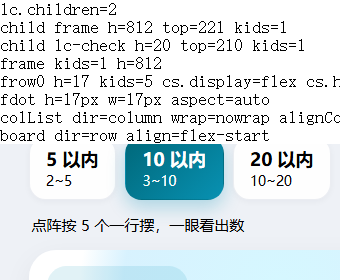 lc.children=2
child frame h=812 top=221 kids=1
child lc-check h=20 top=210 kids=1
frame kids=1 h=812
frow0 h=17 kids=5 cs.display=flex cs.h
fdot h=17px w=17px aspect=auto
colList dir=column wrap=nowrap alignCo
board dir=row align=flex-start
5 以内 10 以内 20 以内
2~5 3~10 10~20
点阵按 5 个一行摆，一眼看出数